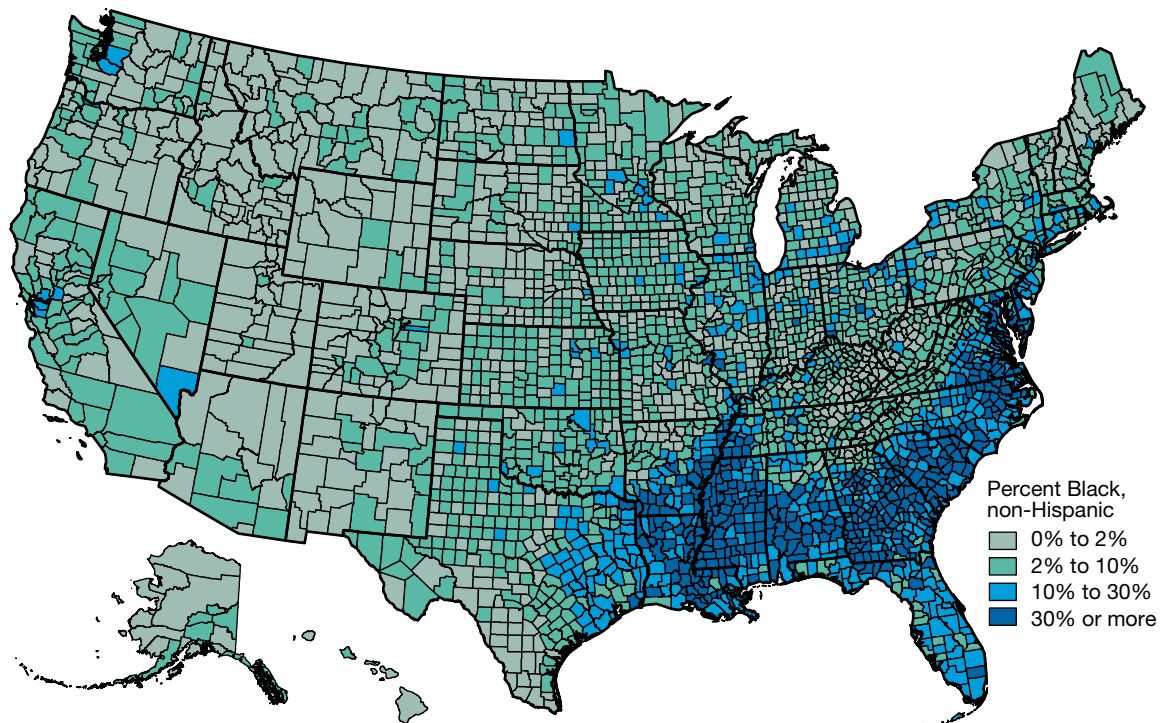 Percent Black,
non-Hispanic
0% to 2%
2% to 10%
10% to 30%
30% or more